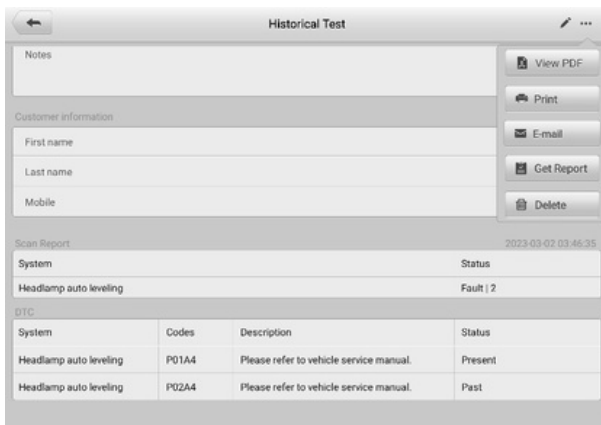 Historical Test
Notes
View PDF
Print
Customer information
E-mail
First name
Get Report
Last name
Mobile
Delete
Scan Report 2023-03-02 03:46:35
System Status
Headlamp auto leveling Fault | 2
DTC
System Codes Description Status
Headlamp auto leveling P01A4 Please refer to vehicle service manual. Present
Headlamp auto leveling P02A4 Please refer to vehicle service manual. Past